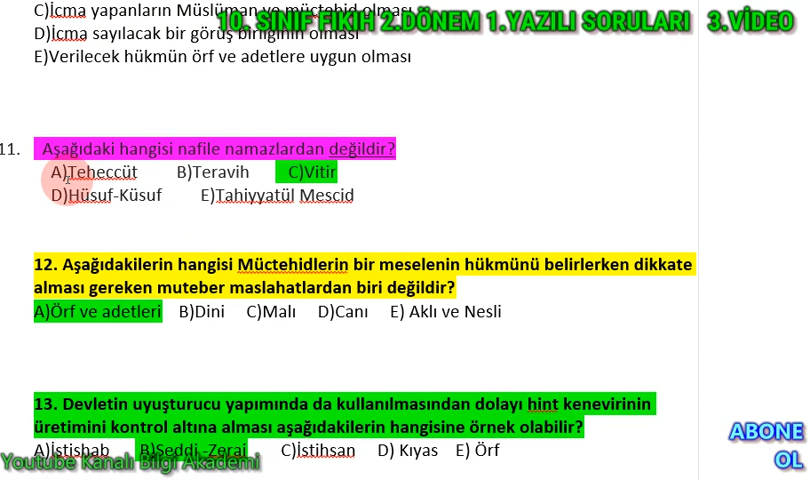 C)İcma yapanların Müslüman ve müçtehid olması
10. SINIF FIKIH 2.DÖNEM 1.YAZILI SORULARI 3.VİDEO
D)İcma sayılacak bir görüş birliğinin olması
E)Verilecek hükmün örf ve adetlere uygun olması
11. Aşağıdaki hangisi nafile namazlardan değildir?
A)Teheccüt B)Teravih C)Vitir
D)Hüsuf-Küsuf E)Tahiyyatül Mescid
12. Aşağıdakilerin hangisi Müctehidlerin bir meselenin hükmünü belirlerken dikkate
alması gereken muteber maslahatlardan biri değildir?
A)Örf ve adetleri B)Dini C)Malı D)Canı E) Aklı ve Nesli
13. Devletin uyuşturucu yapımında da kullanılmasından dolayı hint kenevirinin
üretimini kontrol altına alması aşağıdakilerin hangisine örnek olabilir?
A)İstishab B)Seddi -Zerai C)İstihsan D) Kıyas E) Örf
Youtube Kanalı Bilgi Akademi
ABONE
OL